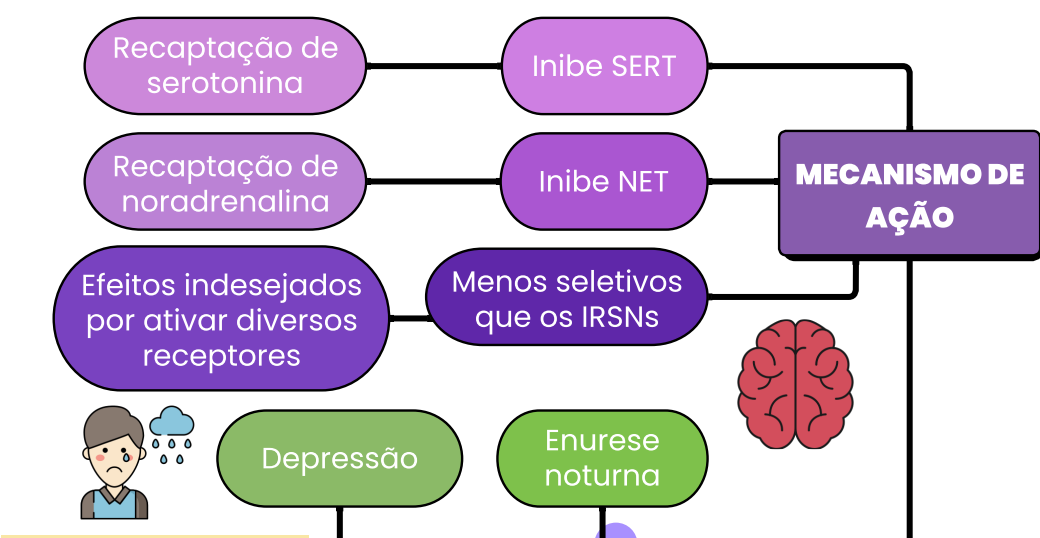 Recaptação de
serotonina
Inibe SERT
Recaptação de
noradrenalina
Inibe NET
MECANISMO DE
AÇÃO
Efeitos indesejados
por ativar diversos
receptores
Menos seletivos
que os IRSNs
Depressão
Enurese
noturna